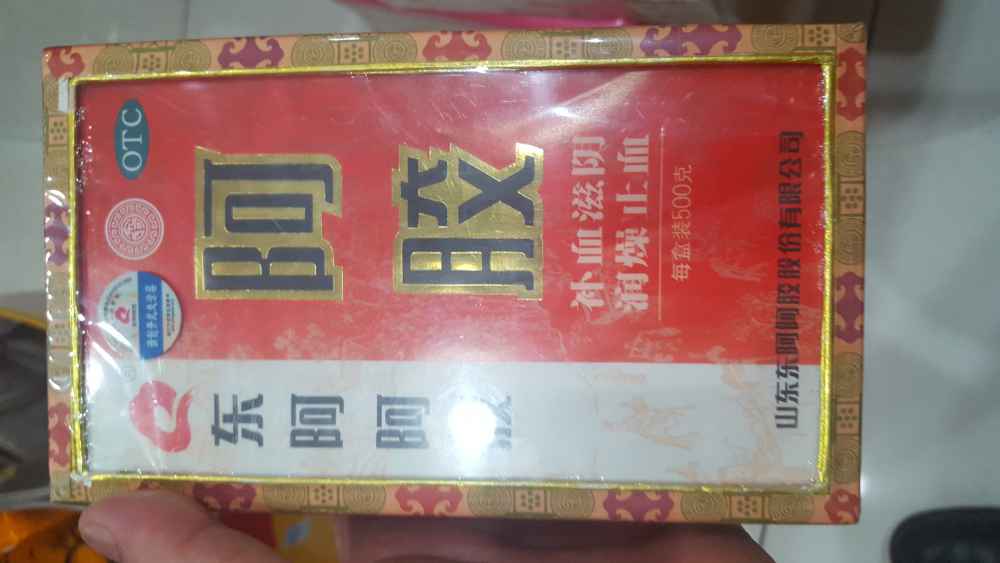 OTC
阿胶
补血滋阴
润燥止血
每盒装500克
东阿阿胶
山东东阿阿胶股份有限公司